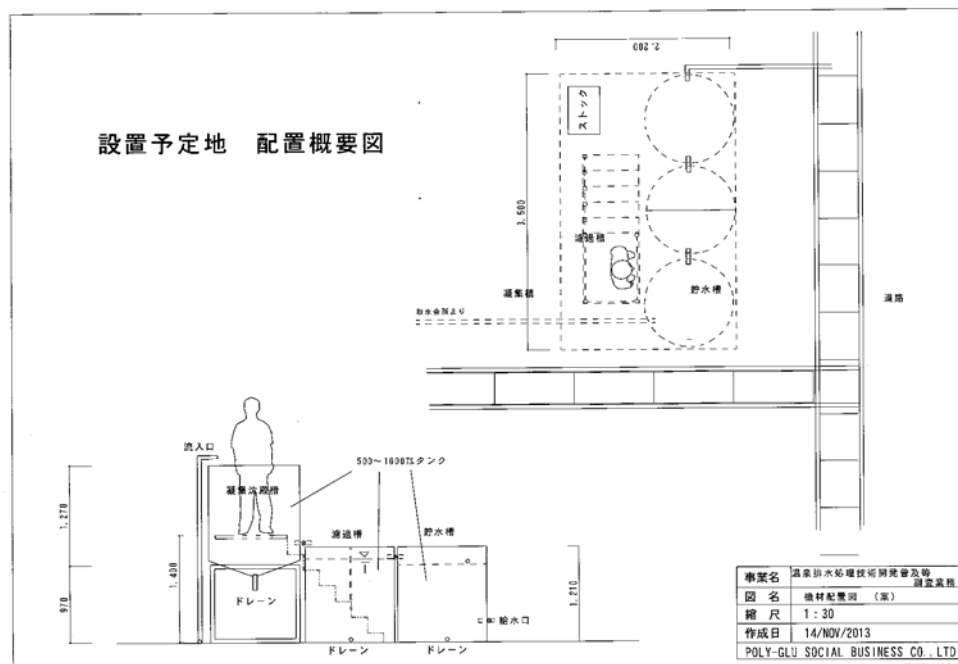 設置予定地 配置概要図
2,200
ストック
3,500
濾過槽
凝集槽
貯水槽
取水会所より
道路
流入口
500~1000㍑タンク
凝集沈殿槽
濾過槽
貯水槽
1,270
1,400
970
1,210
ドレーン
給水口
ドレーン
ドレーン
事業名 温泉排水処理技術開発普及等
調査業務
図 名 機材配置図 (案)
縮 尺 1:30
作成日 14/NOV/2013
POLY-GLU SOCIAL BUSINESS CO., LTD